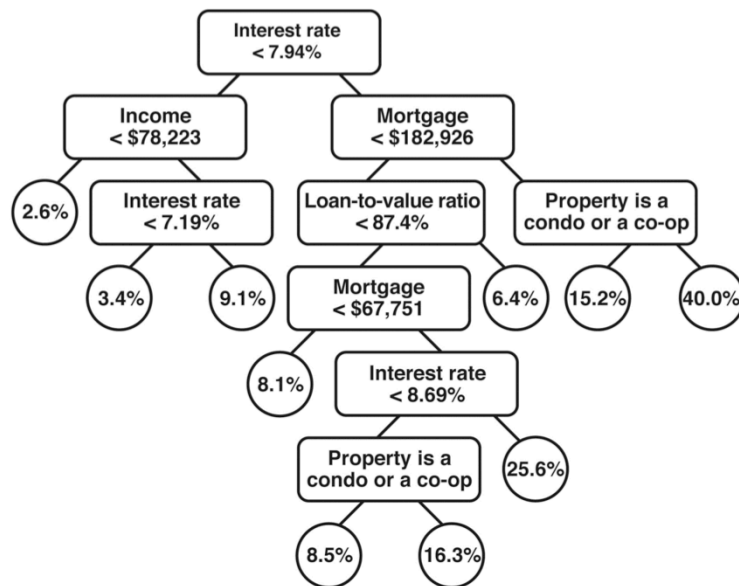 Interest rate
< 7.94%
Income
< $78,223
Mortgage
< $182,926
2.6%
Interest rate
< 7.19%
Loan-to-value ratio
< 87.4%
Property is a
condo or a co-op
3.4%
9.1%
Mortgage
< $67,751
6.4%
15.2%
40.0%
8.1%
Interest rate
< 8.69%
Property is a
condo or a co-op
25.6%
8.5%
16.3%